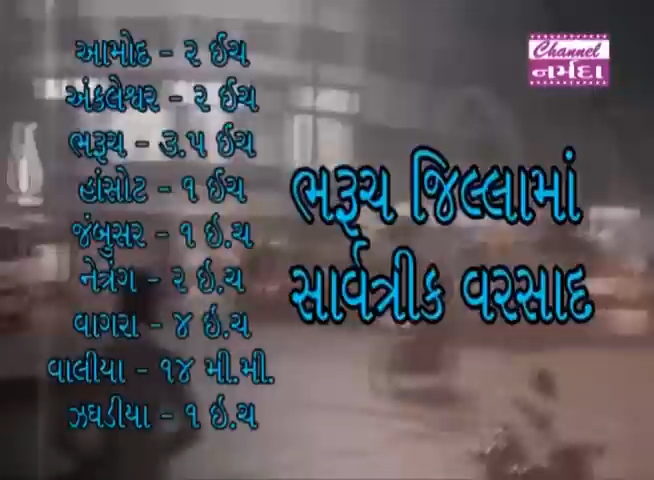 આમોદ - ૨ ઈંચ
અંકલેશ્વર - ૨ ઈંચ
ભરૂચ - ૩.૫ ઈંચ
હાંસોટ - ૧ ઈંચ
જંબુસર - ૧ ઇ.ચ
નેત્રંગ - ૨ ઇ.ચ
વાગરા - ૪ ઇ.ચ
વાલીયા - ૧૪ મી.મી.
ઝઘડીયા - ૧ ઇ.ચ
ભરૂચ જિલ્લામાં
સાર્વત્રીક વરસાદ
Channel
નર્મદા